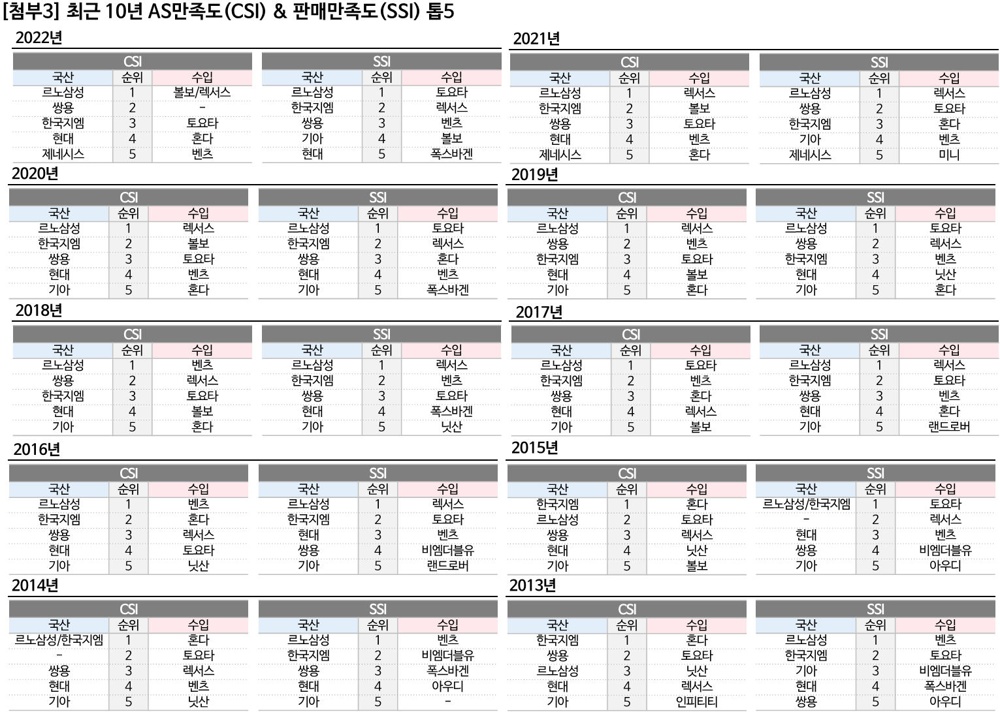 [첨부3] 최근 10년 AS만족도(CSI) & 판매만족도(SSI) 톱5
2022년
CSI
국산 순위 수입
르노삼성 1 볼보/렉서스
쌍용 2 –
한국지엠 3 토요타
현대 4 혼다
제네시스 5 벤츠
SSI
국산 순위 수입
르노삼성 1 토요타
한국지엠 2 렉서스
쌍용 3 벤츠
기아 4 볼보
현대 5 폭스바겐
2021년
CSI
국산 순위 수입
르노삼성 1 렉서스
한국지엠 2 볼보
쌍용 3 토요타
현대 4 벤츠
제네시스 5 혼다
SSI
국산 순위 수입
르노삼성 1 렉서스
쌍용 2 토요타
한국지엠 3 혼다
기아 4 벤츠
제네시스 5 미니
2020년
CSI
국산 순위 수입
르노삼성 1 렉서스
한국지엠 2 볼보
쌍용 3 토요타
현대 4 벤츠
기아 5 혼다
SSI
국산 순위 수입
르노삼성 1 토요타
한국지엠 2 렉서스
쌍용 3 혼다
현대 4 벤츠
기아 5 폭스바겐
2019년
CSI
국산 순위 수입
르노삼성 1 렉서스
쌍용 2 벤츠
한국지엠 3 토요타
현대 4 볼보
기아 5 혼다
SSI
국산 순위 수입
르노삼성 1 토요타
쌍용 2 렉서스
한국지엠 3 벤츠
현대 4 닛산
기아 5 혼다
2018년
CSI
국산 순위 수입
르노삼성 1 벤츠
쌍용 2 렉서스
한국지엠 3 토요타
현대 4 볼보
기아 5 혼다
SSI
국산 순위 수입
르노삼성 1 렉서스
한국지엠 2 벤츠
쌍용 3 토요타
현대 4 폭스바겐
기아 5 닛산
2017년
CSI
국산 순위 수입
르노삼성 1 토요타
한국지엠 2 벤츠
쌍용 3 혼다
현대 4 렉서스
기아 5 볼보
SSI
국산 순위 수입
르노삼성 1 렉서스
한국지엠 2 토요타
쌍용 3 벤츠
현대 4 혼다
기아 5 랜드로버
2016년
CSI
국산 순위 수입
르노삼성 1 벤츠
한국지엠 2 혼다
쌍용 3 렉서스
현대 4 토요타
기아 5 닛산
SSI
국산 순위 수입
르노삼성 1 렉서스
한국지엠 2 토요타
현대 3 벤츠
쌍용 4 비엠더블유
기아 5 랜드로버
2015년
CSI
국산 순위 수입
한국지엠 1 혼다
르노삼성 2 토요타
쌍용 3 렉서스
현대 4 닛산
기아 5 볼보
SSI
국산 순위 수입
르노삼성/한국지엠 1 토요타
– 2 렉서스
현대 3 벤츠
쌍용 4 비엠더블유
기아 5 아우디
2014년
CSI
국산 순위 수입
르노삼성/한국지엠 1 혼다
– 2 토요타
쌍용 3 렉서스
현대 4 벤츠
기아 5 닛산
SSI
국산 순위 수입
르노삼성 1 벤츠
한국지엠 2 비엠더블유
쌍용 3 폭스바겐
현대 4 아우디
기아 5 –
2013년
CSI
국산 순위 수입
한국지엠 1 혼다
쌍용 2 토요타
르노삼성 3 닛산
현대 4 렉서스
기아 5 인피티티
SSI
국산 순위 수입
르노삼성 1 벤츠
한국지엠 2 토요타
기아 3 비엠더블유
현대 4 폭스바겐
쌍용 5 아우디